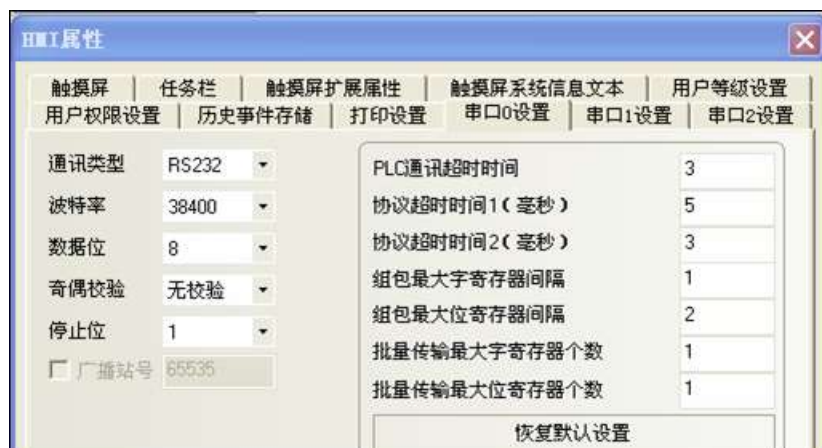 HMI属性
触摸屏 任务栏 触摸屏扩展属性 触摸屏系统信息文本 用户等级设置
用户权限设置 历史事件存储 打印设置 串口0设置 串口1设置 串口2设置
通讯类型 RS232
波特率 38400
数据位 8
奇偶校验 无校验
停止位 1
广播站号 65535
PLC通讯超时时间 3
协议超时时间1(毫秒) 5
协议超时时间2(毫秒) 3
组包最大字寄存器间隔 1
组包最大位寄存器间隔 2
批量传输最大字寄存器个数 1
批量传输最大位寄存器个数 1
恢复默认设置